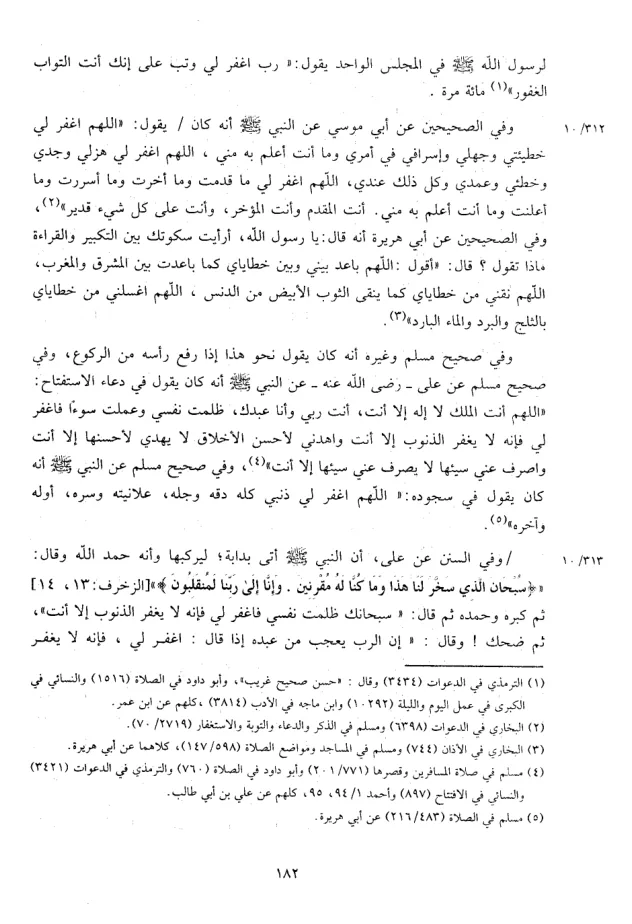 لرسول الله ﷺ في المجلس الواحد يقول: « رب اغفر لي وتب على إنك أنت التواب
الغفور»(١) مائة مرة .
وفي الصحيحين عن أبي موسي عن النبي ﷺ أنه كان / يقول: «اللهم اغفر لي
١٠/٣١٢
خطيئتي وجهلي وإسرافي في أمري وما أنت أعلم به مني ، اللهم اغفر لي هزلي وجدي
وخطئي وعمدي وكل ذلك عندي، اللهم اغفر لي ما قدمت وما أخرت وما أسررت وما
أعلنت وما أنت أعلم به مني. أنت المقدم وأنت المؤخر، وأنت على كل شيء قدير»(٢)،
وفي الصحيحين عن أبي هريرة أنه قال: يا رسول الله، أرأيت سكوتك بين التكبير والقراءة
ماذا تقول ؟ قال: «أقول :اللهم باعد بيني وبين خطاياي كما باعدت بين المشرق والمغرب،
اللهم نقني من خطاياي كما ينقى الثوب الأبيض من الدنس ، اللهم اغسلني من خطاياي
بالثلج والبرد والماء البارد»(٣).
وفي صحيح مسلم وغيره أنه كان يقول نحو هذا إذا رفع رأسه من الركوع، وفي
صحيح مسلم عن على ـ رضى الله عنه ـ عن النبي ﷺ أنه كان يقول في دعاء الاستفتاح:
«اللهم أنت الملك لا إله إلا أنت، أنت ربي وأنا عبدك، ظلمت نفسي وعملت سوءًا فاغفر
لي فإنه لا يغفر الذنوب إلا أنت واهدني لأحسن الأخلاق لا يهدي لأحسنها إلا أنت
واصرف عني سيئها لا يصرف عني سيئها إلا أنت»(٤)، وفي صحيح مسلم عن النبي ﷺ أنه
كان يقول في سجوده: « اللهم اغفر لي ذنبي كله دقه وجله، علانيته وسره، أوله
وآخره»(٥).
/ وفي السنن عن على، أن النبي ﷺ أتى بدابة؛ ليركبها وأنه حمد الله وقال:
١٠/٣١٣
«﴿سُبْحَانَ الَّذِي سَخَّرَ لَنَا هَذَا وَمَا كُنَّا لَهُ مُقْرِنِينَ . وَإِنَّا إِلَىٰ رَبِّنَا لَمُنقَلِبُونَ﴾»[الزخرف:١٣، ١٤]
ثم كبره وحمده ثم قال: « سبحانك ظلمت نفسي فاغفر لي فإنه لا يغفر الذنوب إلا أنت»،
ثم ضحك ! وقال : « إن الرب يعجب من عبده إذا قال : اغفر لي ، فإنه لا يغفر
(١) الترمذي في الدعوات (٣٤٣٤) وقال : «حسن صحيح غريب»، وأبو داود في الصلاة (١٥١٦) والنسائي في
الكبرى في عمل اليوم والليلة (١٠٢٩٢) وابن ماجه في الأدب (٣٨١٤) ،كلهم عن ابن عمر.
(٢) البخاري في الدعوات (٦٣٩٨) ومسلم في الذكر والدعاء والتوبة والاستغفار (٧٠/٢٧١٩).
(٣) البخاري في الأذان (٧٤٤) ومسلم في المساجد ومواضع الصلاة (١٤٧/٥٩٨)، كلاهما عن أبي هريرة.
(٤) مسلم في صلاة المسافرين وقصرها (٢٠١/٧٧١) وأبو داود في الصلاة (٧٦٠) والترمذي في الدعوات (٣٤٢١)
والنسائي في الافتتاح (٨٩٧) وأحمد ٩٤/١، ٩٥، كلهم عن علي بن أبي طالب.
(٥) مسلم في الصلاة (٢١٦/٤٨٣) عن أبي هريرة.
١٨٢